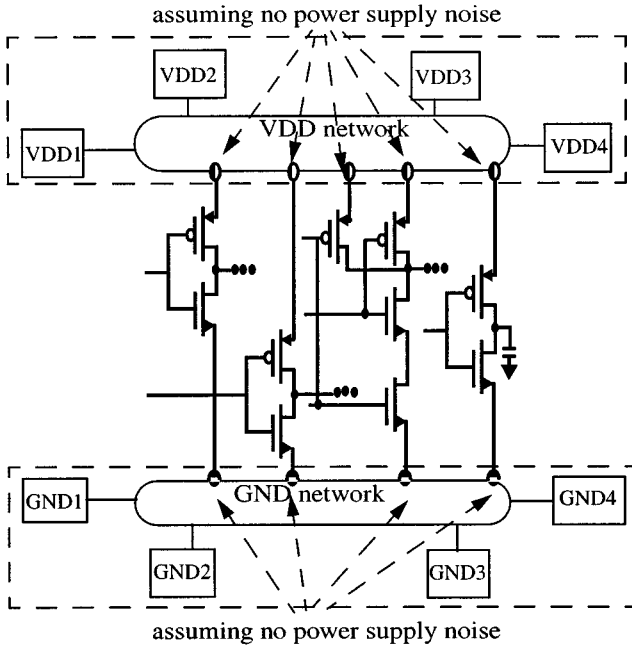 assuming no power supply noise
VDD2
VDD3
VDD network
VDD1
VDD4
GND1
GND network
GND4
GND2
GND3
assuming no power supply noise